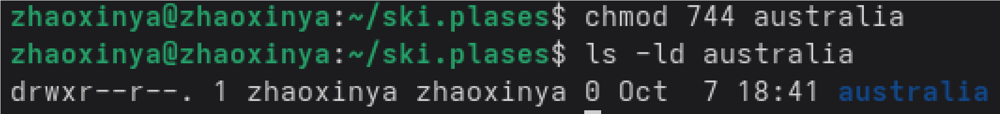 zhaoxinya@zhaoxinya:~/ski.plases$ chmod 744 australia
zhaoxinya@zhaoxinya:~/ski.plases$ ls -ld australia
drwxr--r--. 1 zhaoxinya zhaoxinya 0 Oct  7 18:41 australia